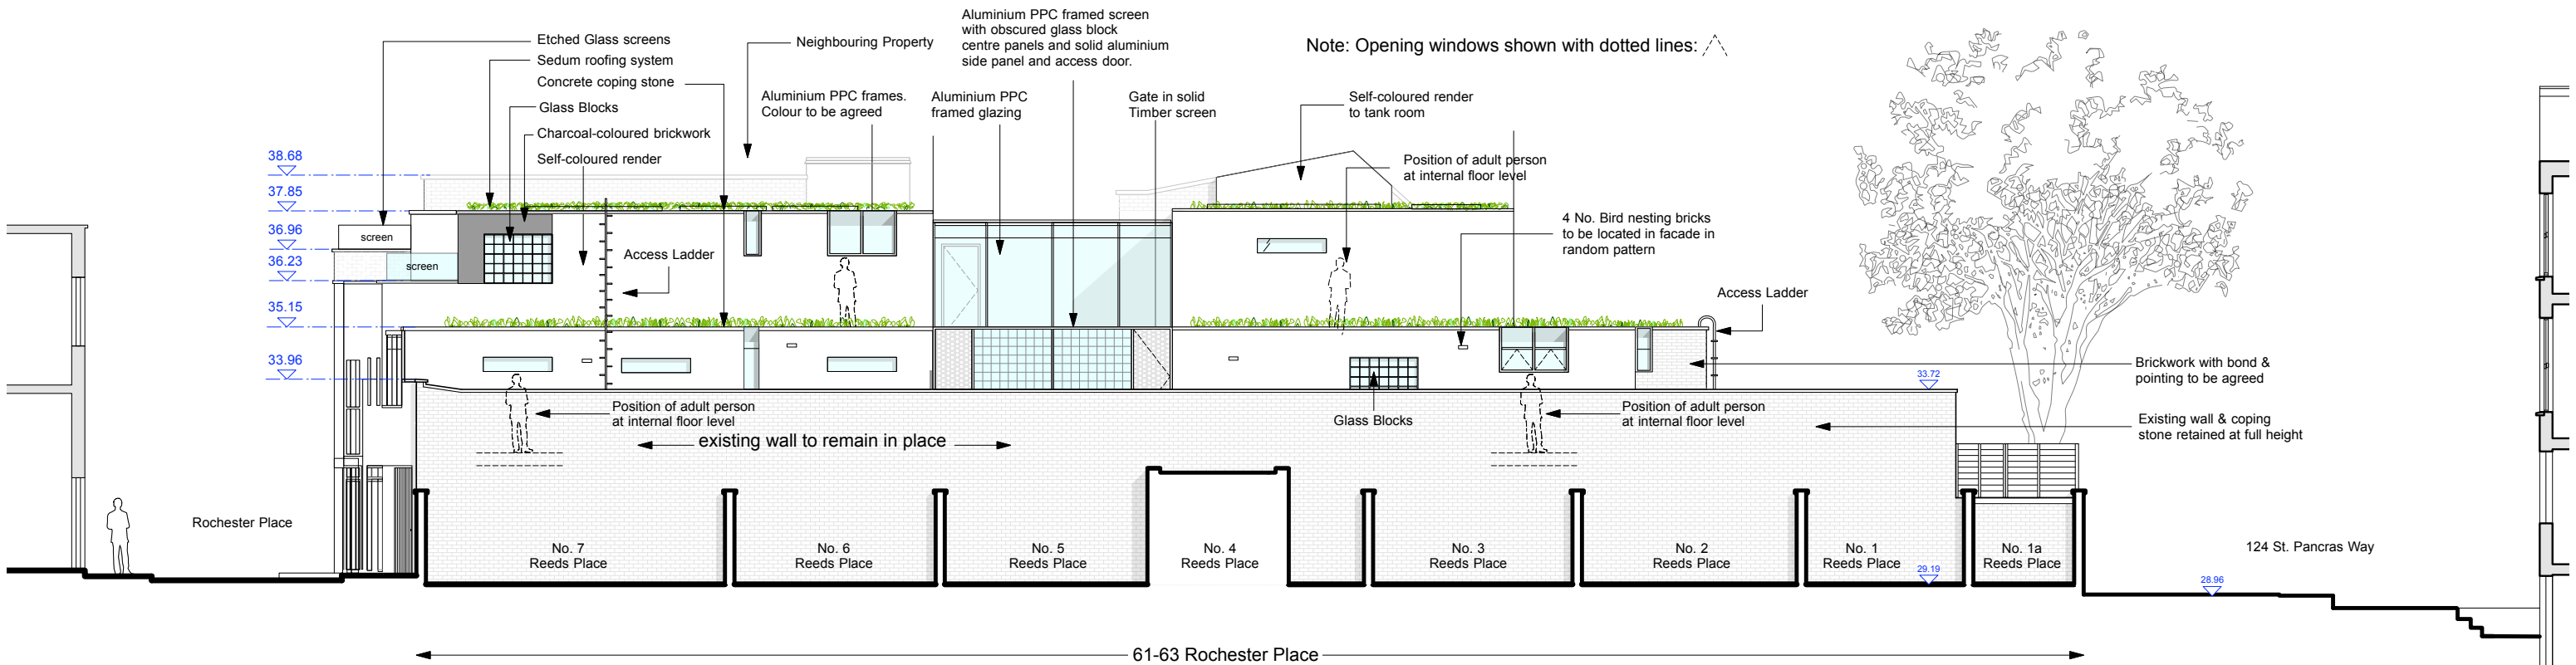 Aluminium PPC framed screen
with obscured glass block
centre panels and solid aluminium
side panel and access door.
Etched Glass screens
Sedum roofing system
Concrete coping stone
Glass Blocks
Charcoal-coloured brickwork
Self-coloured render
Neighbouring Property
Note: Opening windows shown with dotted lines:
Aluminium PPC frames.
Colour to be agreed
Aluminium PPC
framed glazing
Gate in solid
Timber screen
Self-coloured render
to tank room
Position of adult person
at internal floor level
4 No. Bird nesting bricks
to be located in facade in
random pattern
38.68
37.85
36.96
36.23
35.15
33.96
screen
screen
Access Ladder
Access Ladder
Brickwork with bond &
pointing to be agreed
33.72
Existing wall & coping
stone retained at full height
Position of adult person
at internal floor level
existing wall to remain in place
Glass Blocks
Position of adult person
at internal floor level
Rochester Place
No. 7
Reeds Place
No. 6
Reeds Place
No. 5
Reeds Place
No. 4
Reeds Place
No. 3
Reeds Place
No. 2
Reeds Place
No. 1
Reeds Place
No. 1a
Reeds Place
124 St. Pancras Way
29.19
28.96
61-63 Rochester Place